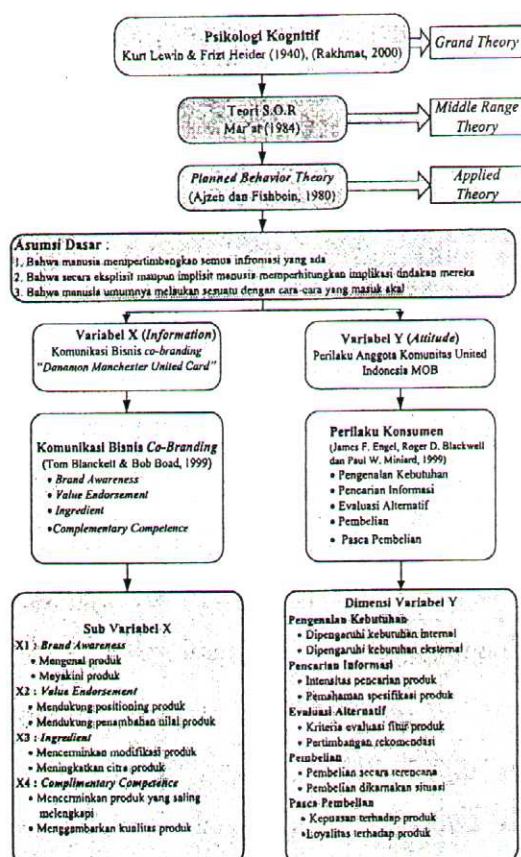 Psikologi Kognitif
Kurt Lewin & Frizt Heider (1940), (Rakhmat, 2000)
Grand Theory
Teori S.O.R
Mar'at (1984)
Middle Range
Theory
Planned Behavior Theory
(Ajzen dan Fishbein, 1980)
Applied
Theory
Asumsi Dasar :
1. Bahwa manusia mempertimbangkan semua infromasi yang ada
2. Bahwa secara eksplisit maupun implisit manusia memperhitungkan implikasi tindakan mereka
3. Bahwa manusia umumnya melaukan sesuatu dengan cara-cara yang masuk akal
Variabel X (Information)
Komunikasi Bisnis co-branding
"Danamon Manchester United Card"
Variabel Y (Attitude)
Perilaku Anggota Komunitas United
Indonesia MOB
Komunikasi Bisnis Co-Branding
(Tom Blanckell & Bob Boad, 1999)
• Brand Awareness
• Value Endorsement
• Ingredient
• Complementary Competence
Perilaku Konsumen
(James F. Engel, Roger D. Blackwell
dan Paul W. Miniard, 1999)
• Pengenalan Kebutuhan
• Pencarian Informasi
• Evaluasi Alternatif
• Pembelian
• Pasca Pembelian
Sub Variabel X
X1 : Brand Awareness
• Mengenal produk
• Meyakini produk
X2 : Value Endorsement
• Mendukung positioning produk
• Mendukung penambahan nilai produk
X3 : Ingredient
• Mencerminkan modifikasi produk
• Meningkatkan citra produk
X4 : Complimentary Competence
• Mencerminkan produk yang saling
melengkapi
• Menggambarkan kualitas produk
Dimensi Variabel Y
Pengenalan Kebutuhan
• Dipengaruhi kebutuhan internal
• Dipengaruhi kebutuhan eksternal
Pencarian Informasi
• Intensitas pencarian produk
• Pemahaman spesifikasi produk
Evaluasi Alternatif
• Kriteria evaluasi fitur produk
• Pertimbangan rekomendasi
Pembelian
• Pembelian secara terencana
• Pembelian dikarnakan situasi
Pasca Pembelian
• Kepuasan terhadap produk
• Loyalitas terhadap produk